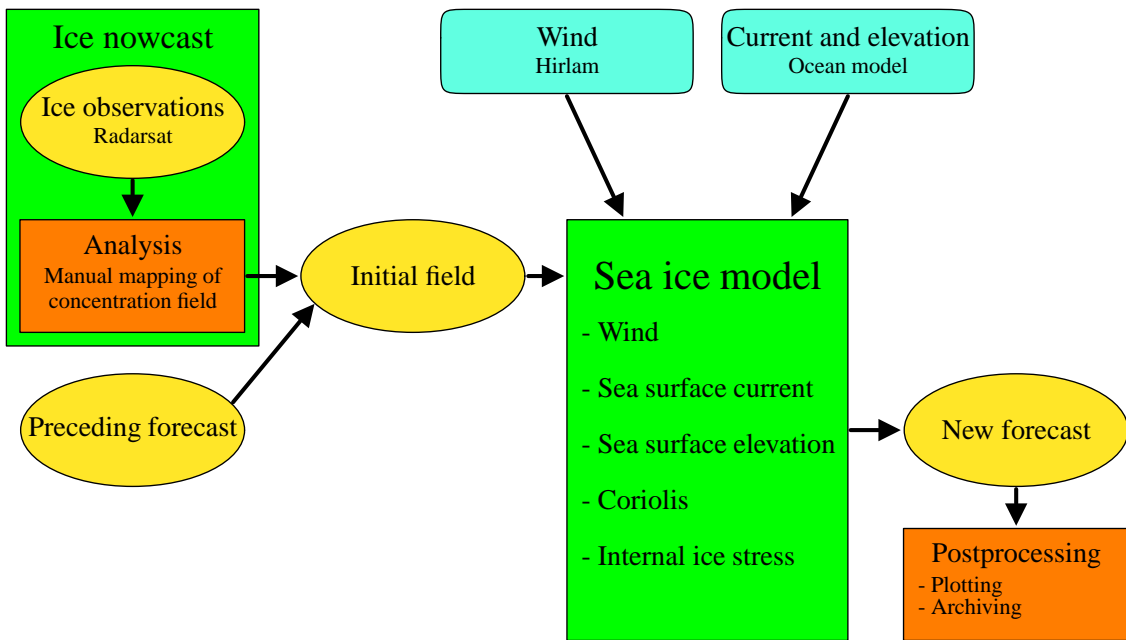 Ice nowcast
Ice observations
Radarsat
Analysis
Manual mapping of
concentration field
Preceding forecast
Initial field
Wind
Hirlam
Current and elevation
Ocean model
Sea ice model
- Wind
- Sea surface current
- Sea surface elevation
- Coriolis
- Internal ice stress
New forecast
Postprocessing
- Plotting
- Archiving